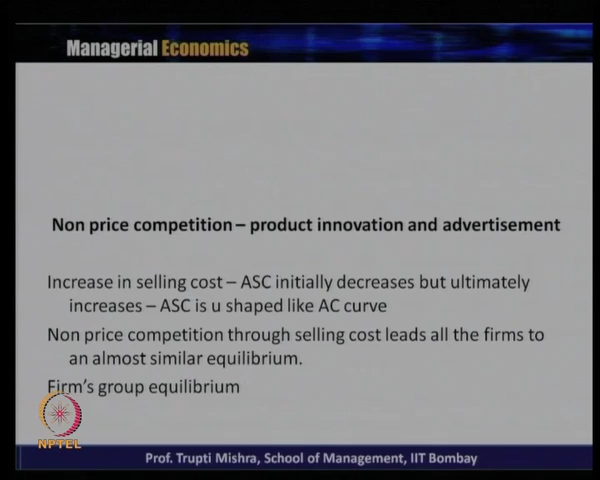 Managerial Economics
Non price competition – product innovation and advertisement
Increase in selling cost – ASC initially decreases but ultimately
increases – ASC is u shaped like AC curve
Non price competition through selling cost leads all the firms to
an almost similar equilibrium.
Firm's group equilibrium
NPTEL
Prof. Trupti Mishra, School of Management, IIT Bombay